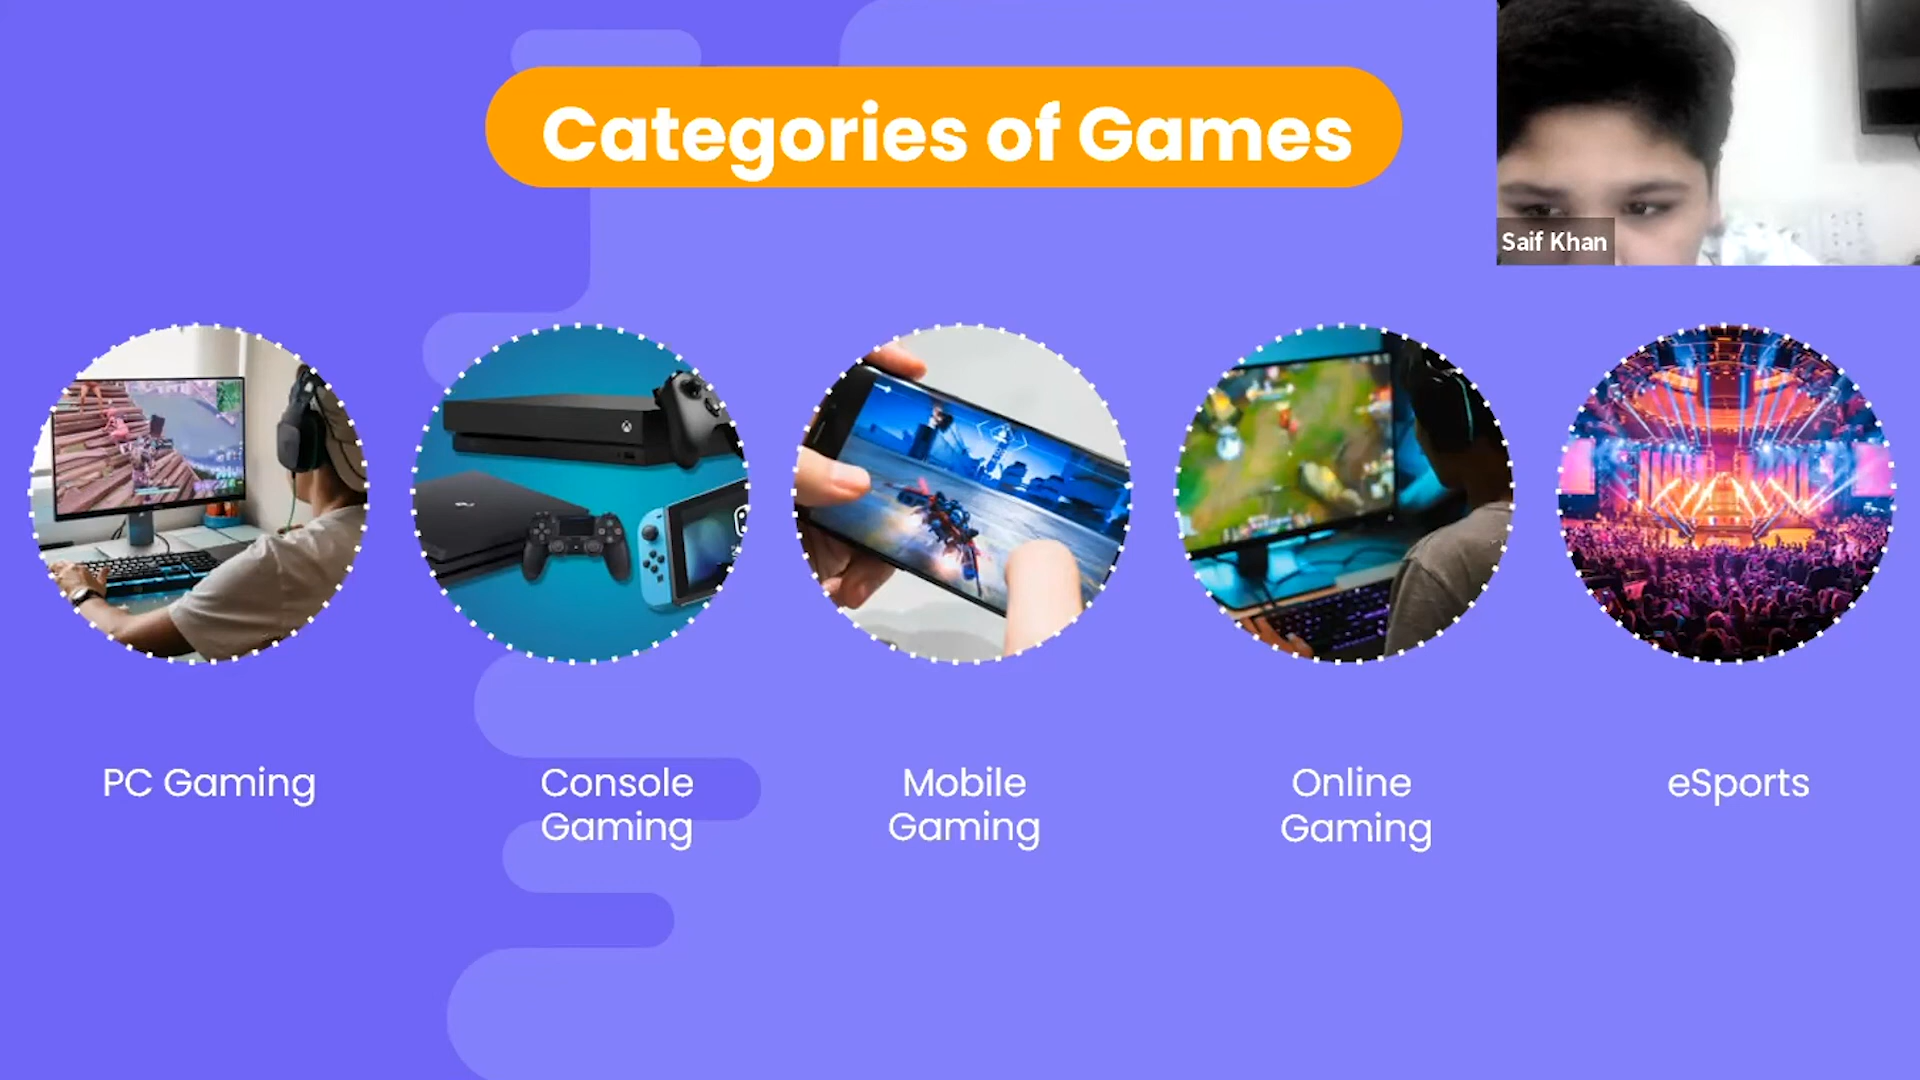 Categories of Games
Saif Khan
PC Gaming
Console
Gaming
Mobile
Gaming
Online
Gaming
eSports